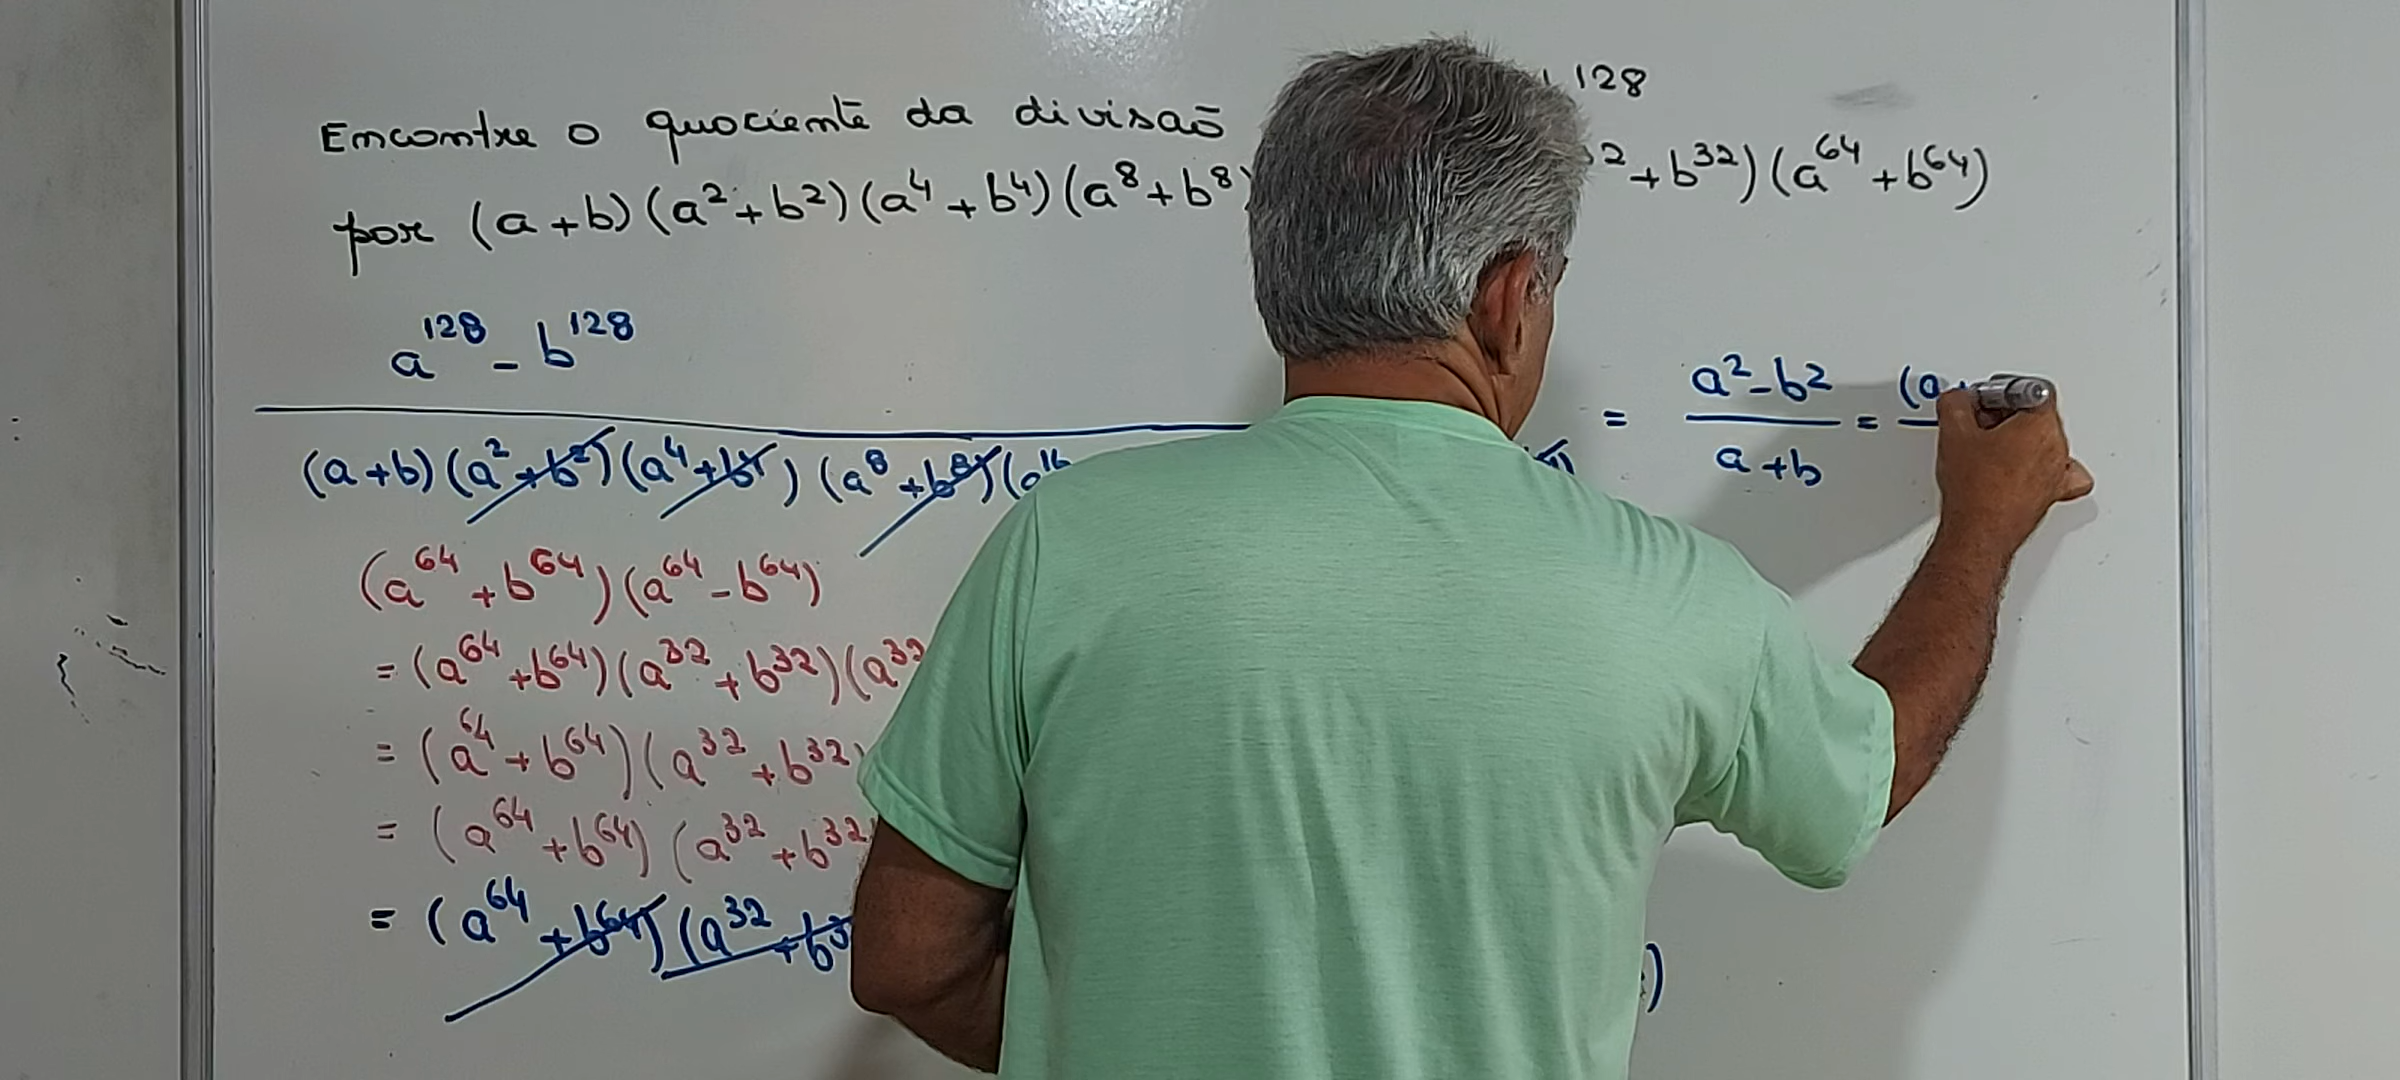 Encontre o quociente da divisão 128
por (a+b)(a²+b²)(a⁴+b⁴)(a⁸+b⁸) ²+b³²)(a⁶⁴+b⁶⁴)
a¹²⁸-b¹²⁸
(a+b)(a²+b²)(a⁴+b⁴)(a⁸+b⁸)(a¹⁶
= a²-b² = (a+
a+b
(a⁶⁴+b⁶⁴)(a⁶⁴-b⁶⁴)
=(a⁶⁴+b⁶⁴)(a³²+b³²)(a³²
=(a⁶⁴+b⁶⁴)(a³²+b³²)
=(a⁶⁴+b⁶⁴)(a³²+b³²
=(a⁶⁴+b⁶⁴)(a³²+b³ )